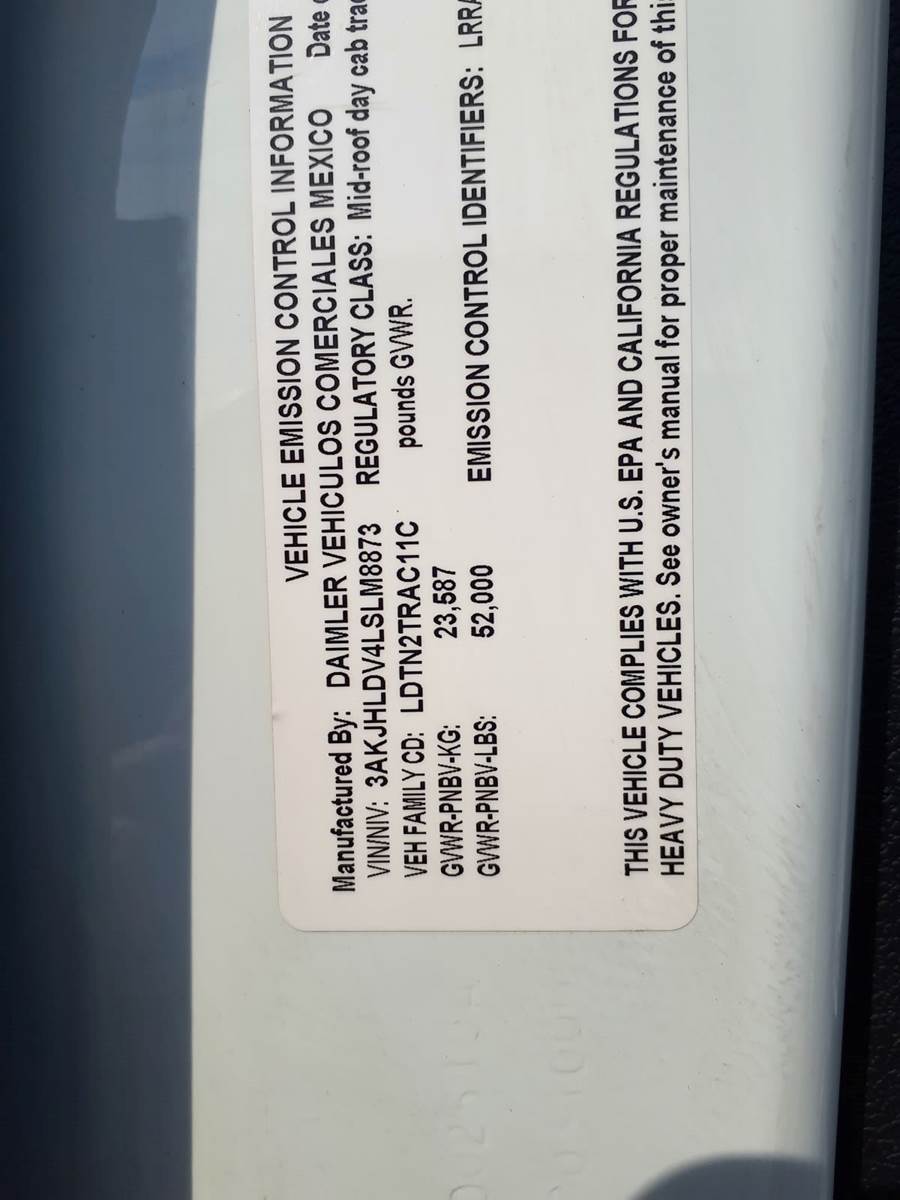 VEHICLE EMISSION CONTROL INFORMATION
Manufactured By: DAIMLER VEHICULOS COMERCIALES MEXICO Date
VIN/NIV: 3AKJHLDV4LSLM8873 REGULATORY CLASS: Mid-roof day cab trac
VEH FAMILY CD: LDTN2TRAC11C pounds GVWR.
GVWR-PNBV-KG: 23,587
GVWR-PNBV-LBS: 52,000 EMISSION CONTROL IDENTIFIERS: LRRA
THIS VEHICLE COMPLIES WITH U.S. EPA AND CALIFORNIA REGULATIONS FOR
HEAVY DUTY VEHICLES. See owner's manual for proper maintenance of this